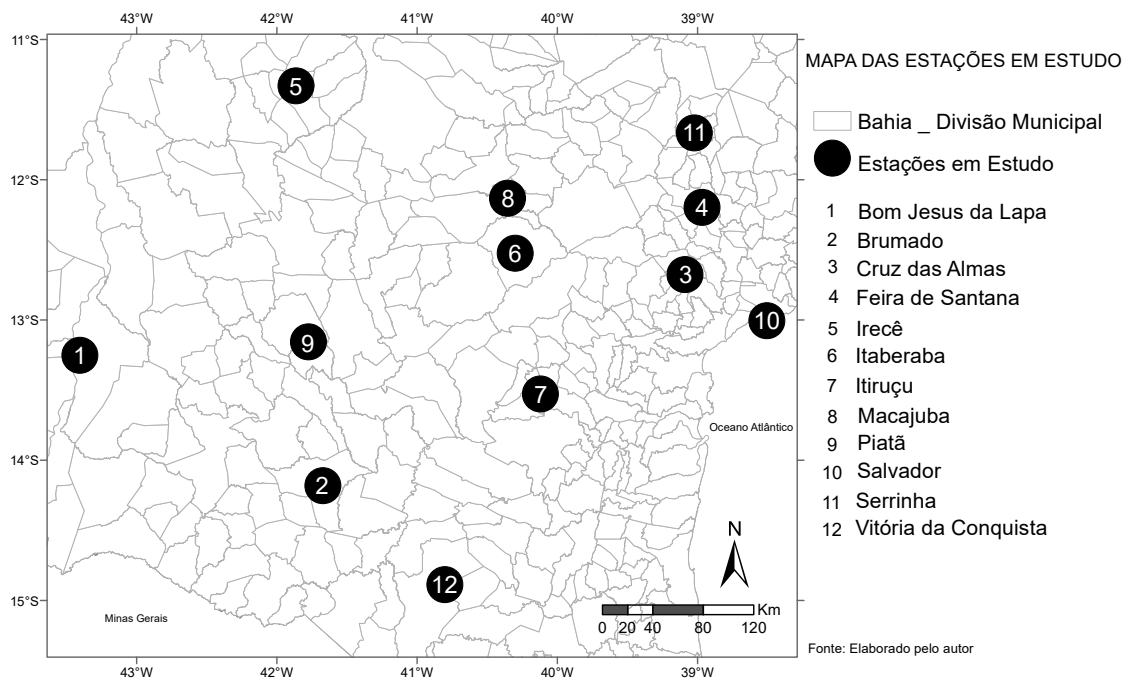 43°W 42°W 41°W 40°W 39°W
11°S
12°S
13°S
14°S
15°S
5
11
8
4
6
3
10
9
1
7
2
12
Oceano Atlântico
Minas Gerais
N
Km
0 20 40 80 120
43°W 42°W 41°W 40°W 39°W
MAPA DAS ESTAÇÕES EM ESTUDO
Bahia _ Divisão Municipal
Estações em Estudo
1 Bom Jesus da Lapa
2 Brumado
3 Cruz das Almas
4 Feira de Santana
5 Irecê
6 Itaberaba
7 Itiruçu
8 Macajuba
9 Piatã
10 Salvador
11 Serrinha
12 Vitória da Conquista
Fonte: Elaborado pelo autor